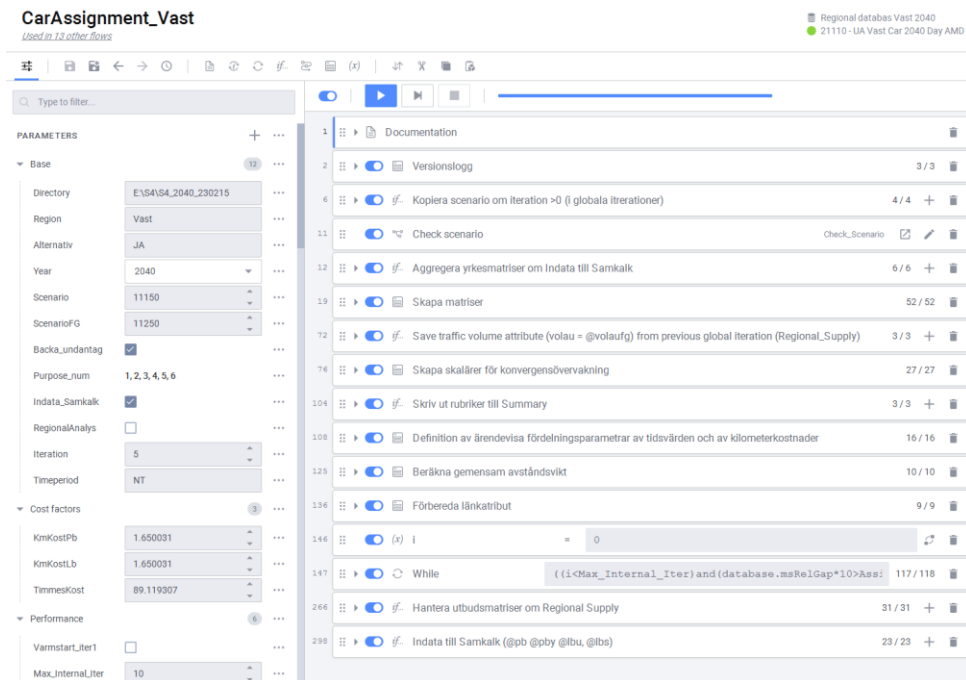 CarAssignment_Vast
Used in 13 other flows
Regional databas Vast 2040
21110 - UA Vast Car 2040 Day AMD
Type to filter...
PARAMETERS
Base 12
Directory E:\S4\S4_2040_230215
Region Vast
Alternativ JA
Year 2040
Scenario 11150
ScenarioFG 11250
Backa_undantag
Purpose_num 1, 2, 3, 4, 5, 6
Indata_Samkalk
RegionalAnalys
Iteration 5
Timeperiod NT
Cost factors 3
KmKostPb 1.650031
KmKostLb 1.650031
TimmesKost 89.119307
Performance 6
Varmstart_iter1
Max_Internal_Iter 10
if... (x)
1 Documentation
2 Versionslogg 3 / 3
6 if... Kopiera scenario om iteration >0 (i globala itrerationer) 4 / 4
11 Check scenario Check_Scenario
12 if... Aggregera yrkesmatriser om Indata till Samkalk 6 / 6
19 Skapa matriser 52 / 52
72 if... Save traffic volume attribute (volau = @volaufg) from previous global iteration (Regional_Supply) 3 / 3
76 Skapa skalärer för konvergensövervakning 27 / 27
104 if... Skriv ut rubriker till Summary 3 / 3
108 Definition av ärendevisa fördelningsparametrar av tidsvärden och av kilometerkostnader 16 / 16
125 Beräkna gemensam avståndsvikt 10 / 10
136 Förbereda länkatribut 9 / 9
146 (x) i = 0
147 While ((i<Max_Internal_Iter)and(database.msRelGap*10>Assi 117 / 118
266 if... Hantera utbudsmatriser om Regional Supply 31 / 31
298 if... Indata till Samkalk (@pb @pby @lbu, @lbs) 23 / 23